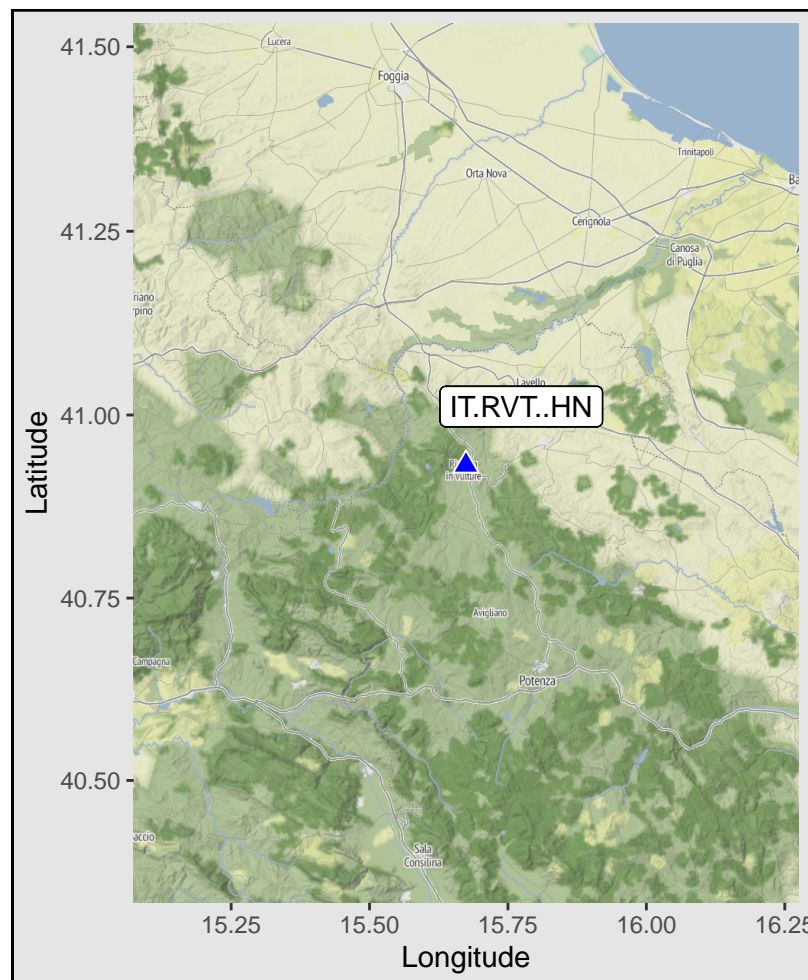 41.50
41.25
41.00
40.75
40.50
Latitude
Lucera
Foggia
Trinitapoli
Orta Nova
Cerignola
Canosa
di Puglia
Lavello
IT.RVT..HN
in Vulture
Avigliano
Campagna
Potenza
Sala
Consilina
15.25
15.50
15.75
16.00
16.25
Longitude